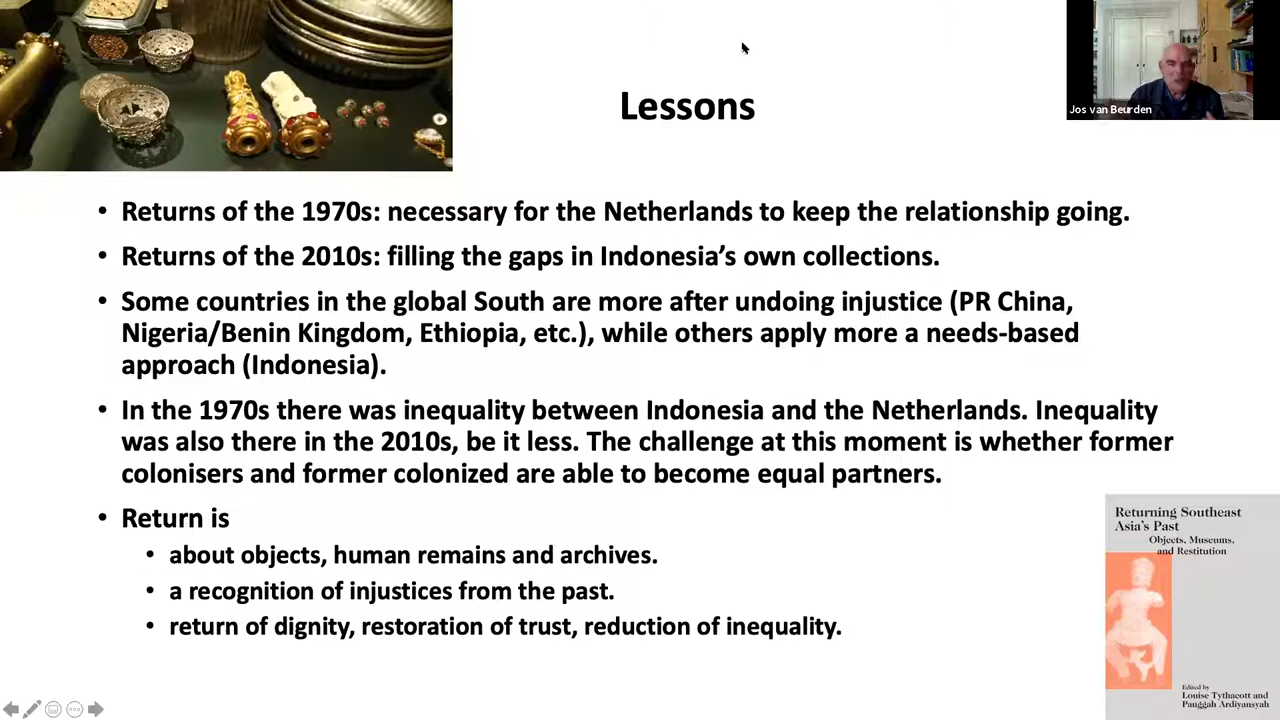 Lessons
Jos van Beurden
• Returns of the 1970s: necessary for the Netherlands to keep the relationship going.
• Returns of the 2010s: filling the gaps in Indonesia’s own collections.
• Some countries in the global South are more after undoing injustice (PR China,
Nigeria/Benin Kingdom, Ethiopia, etc.), while others apply more a needs-based
approach (Indonesia).
• In the 1970s there was inequality between Indonesia and the Netherlands. Inequality
was also there in the 2010s, be it less. The challenge at this moment is whether former
colonisers and former colonized are able to become equal partners.
• Return is
• about objects, human remains and archives.
• a recognition of injustices from the past.
• return of dignity, restoration of trust, reduction of inequality.
Returning Southeast
Asia's Past
Objects, Museums,
and Restitution
Edited by
Louise Tythacott and
Panggah Ardiyansyah